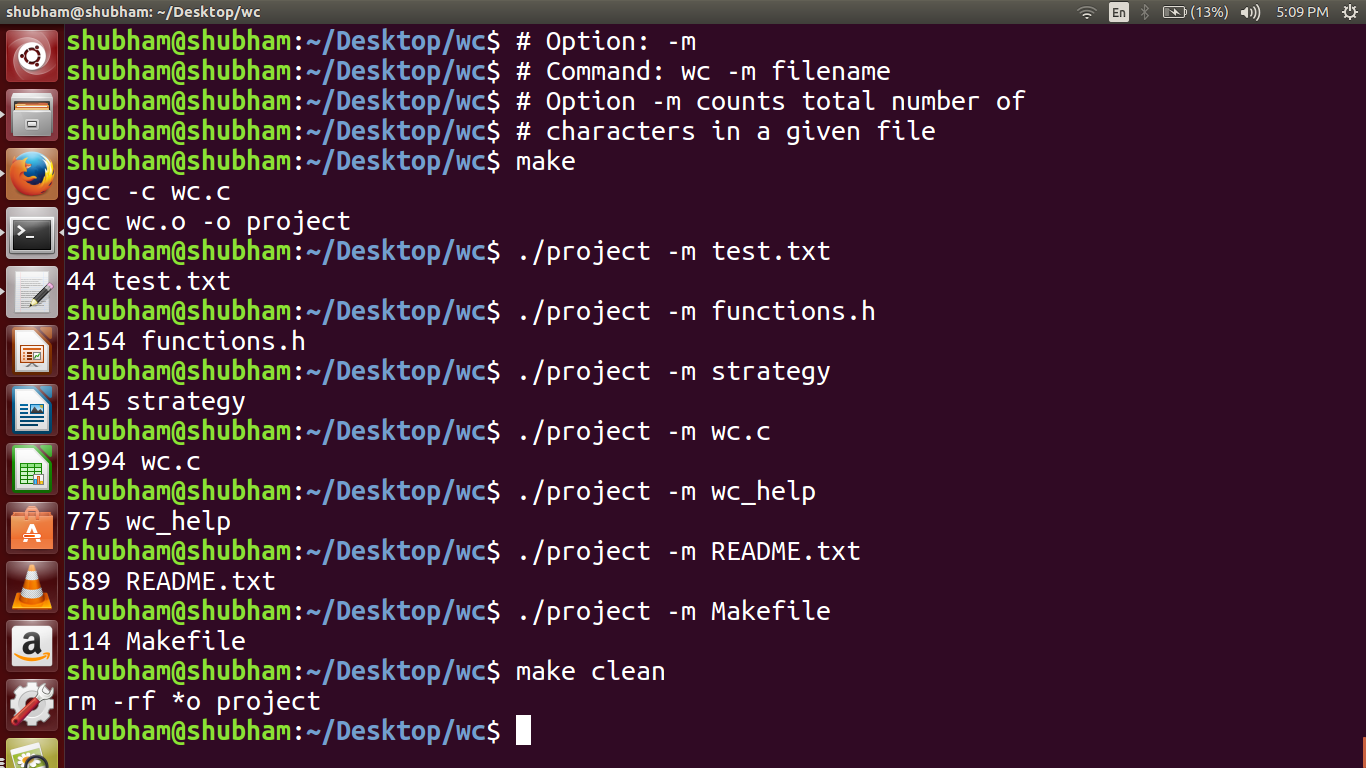 shubham@shubham: ~/Desktop/wc En (13%) 5:09 PM
shubham@shubham:~/Desktop/wc$ # Option: -m
shubham@shubham:~/Desktop/wc$ # Command: wc -m filename
shubham@shubham:~/Desktop/wc$ # Option -m counts total number of
shubham@shubham:~/Desktop/wc$ # characters in a given file
shubham@shubham:~/Desktop/wc$ make
gcc -c wc.c
gcc wc.o -o project
shubham@shubham:~/Desktop/wc$ ./project -m test.txt
44 test.txt
shubham@shubham:~/Desktop/wc$ ./project -m functions.h
2154 functions.h
shubham@shubham:~/Desktop/wc$ ./project -m strategy
145 strategy
shubham@shubham:~/Desktop/wc$ ./project -m wc.c
1994 wc.c
shubham@shubham:~/Desktop/wc$ ./project -m wc_help
775 wc_help
shubham@shubham:~/Desktop/wc$ ./project -m README.txt
589 README.txt
shubham@shubham:~/Desktop/wc$ ./project -m Makefile
114 Makefile
shubham@shubham:~/Desktop/wc$ make clean
rm -rf *o project
shubham@shubham:~/Desktop/wc$